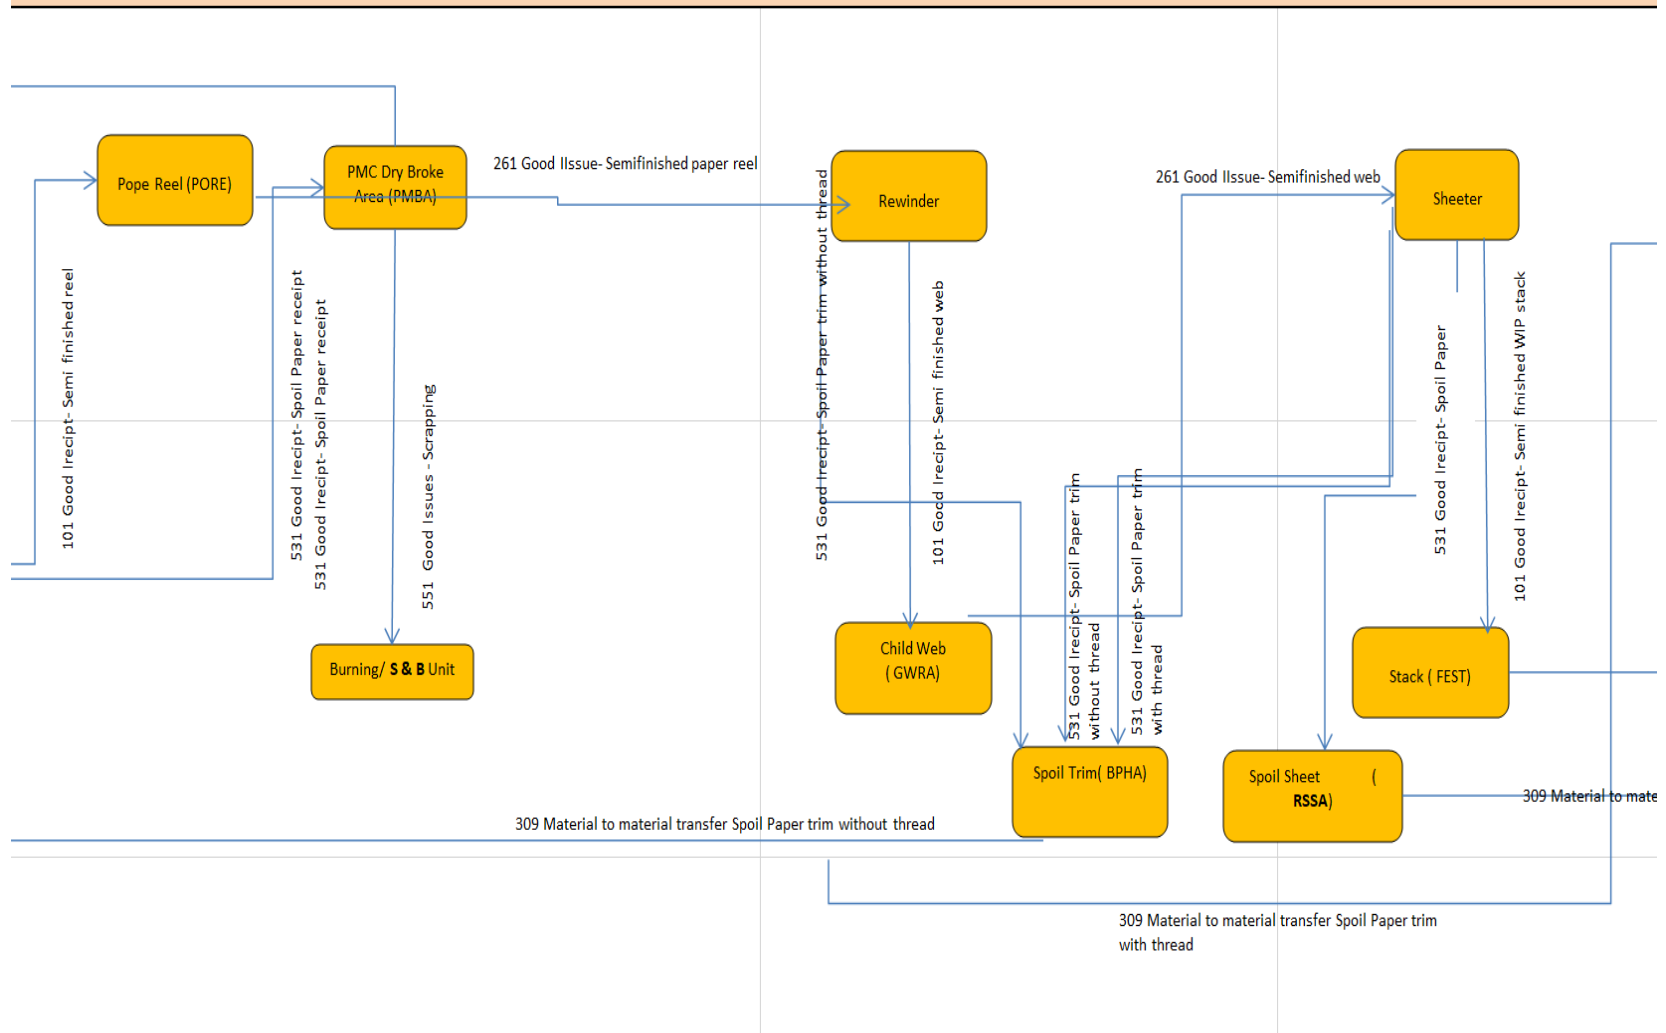 261 Good IIssue- Semifinished paper reel
261 Good IIssue- Semifinished web
Pope Reel (PORE)
PMC Dry Broke
Area (PMBA)
Rewinder
Sheeter
101 Good Irecipt- Semi finished reel
531 Good Irecipt- Spoil Paper receipt
531 Good Irecipt- Spoil Paper receipt
551 Good Issues - Scrapping
531 Good Irecipt- Spoil Paper trim without thread
101 Good Irecipt- Semi finished web
531 Good Irecipt- Spoil Paper trim
without thread
531 Good Irecipt- Spoil Paper trim
with thread
531 Good Irecipt- Spoil Paper
101 Good Irecipt- Semi finished WIP stack
Burning/ S & B Unit
Child Web
( GWRA)
Stack ( FEST)
Spoil Trim( BPHA)
Spoil Sheet (
RSSA)
309 Material to mate
309 Material to material transfer Spoil Paper trim without thread
309 Material to material transfer Spoil Paper trim
with thread